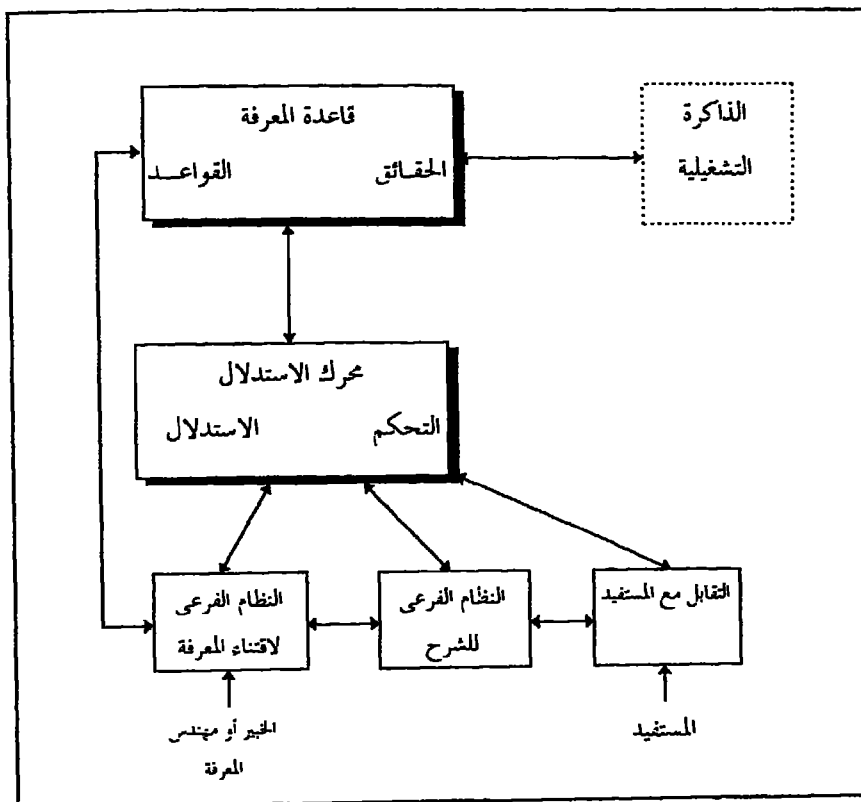 قاعدة المعرفة
الحقائق القواعد
الذاكرة
التشغيلية
محرك الاستدلال
التحكم الاستدلال
التقابل مع المستفيد
النظام الفرعى
للشرح
النظام الفرعى
لاقتناء المعرفة
المستفيد
الخبير أو مهندس
المعرفة